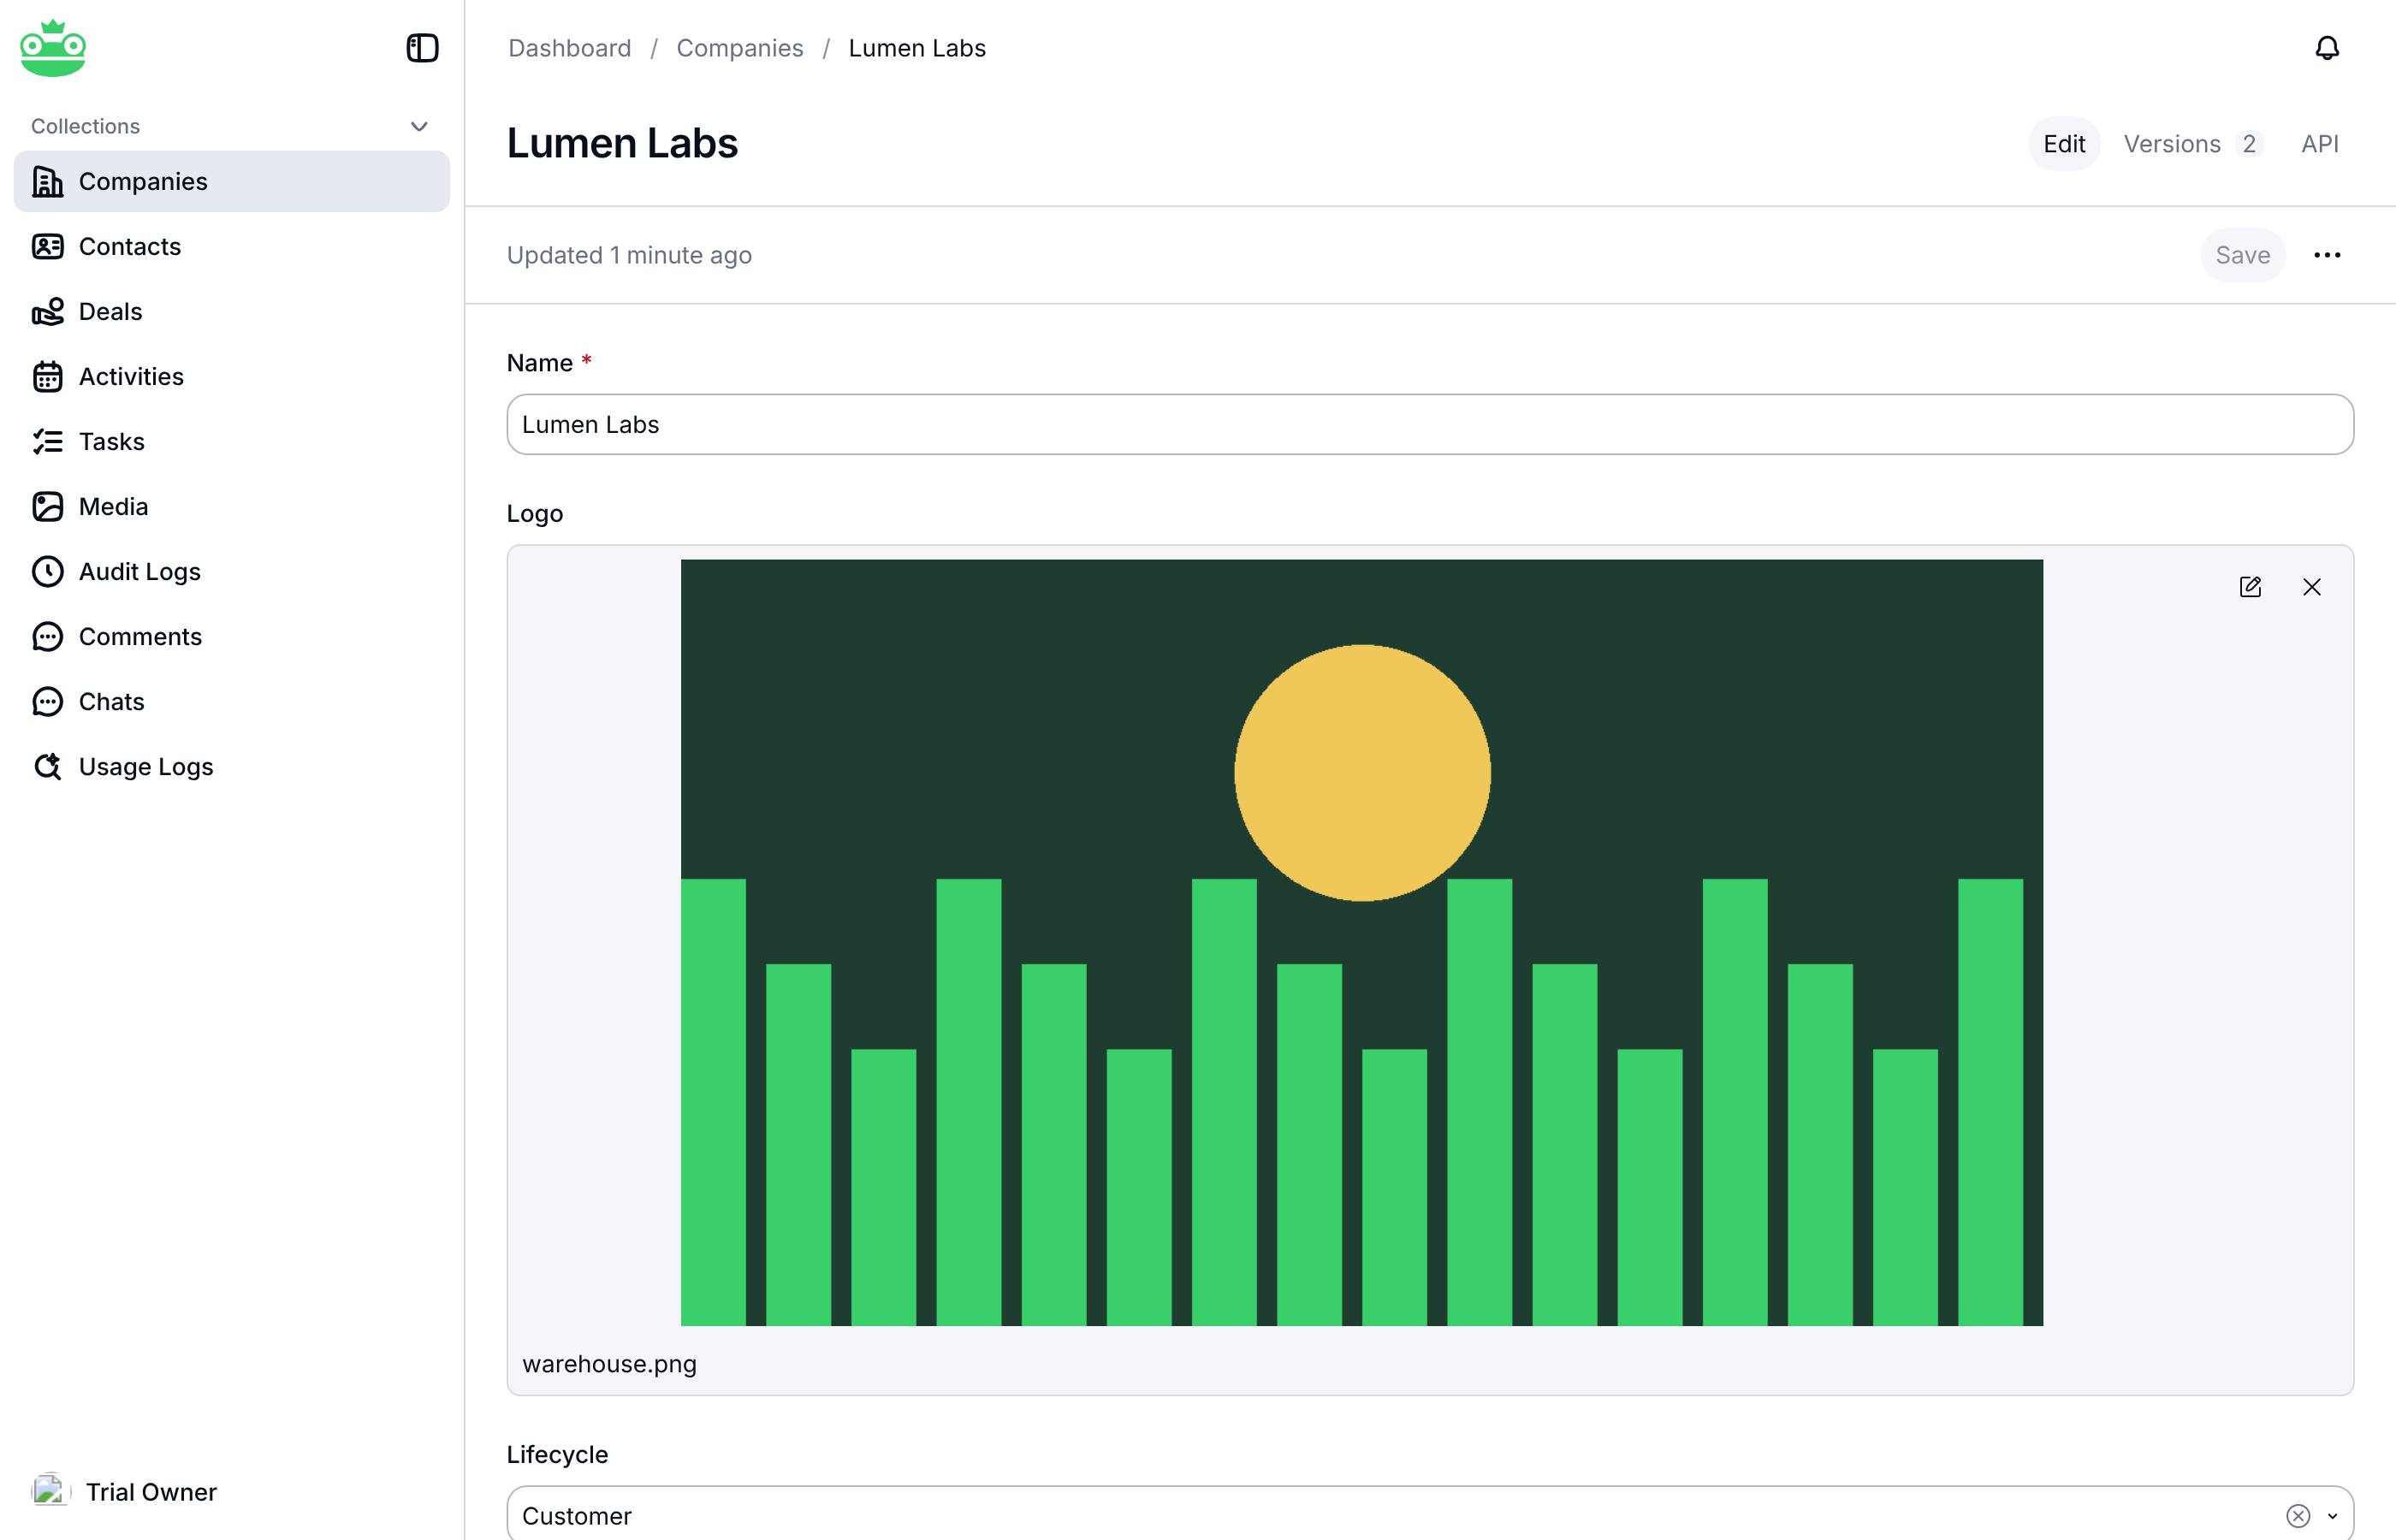 Dashboard / Companies / Lumen Labs
Collections
Companies
Contacts
Deals
Activities
Tasks
Media
Audit Logs
Comments
Chats
Usage Logs
Trial Owner
Lumen Labs
Edit Versions 2 API
Updated 1 minute ago
Save
Name *
Lumen Labs
Logo
warehouse.png
Lifecycle
Customer